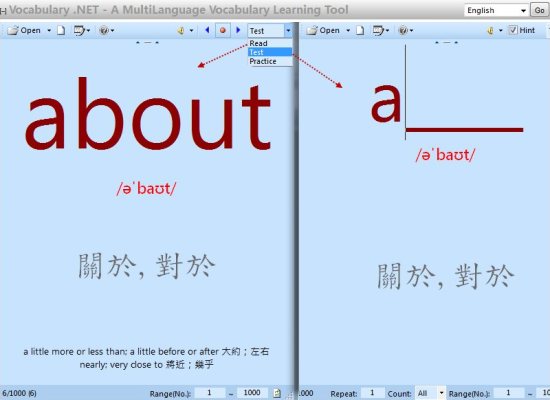 Vocabulary .NET - A MultiLanguage Vocabulary Learning Tool
English Go
Open Test
Read
Test
Practice
about
/əˈbaʊt/
關於, 對於
a little more or less than; a little before or after 大約；左右
nearly; very close to 將近；幾乎
6/1000 (6) Range(No.): 1 ~ 1000
Open Hint
a
/əˈbaʊt/
關於, 對於
:000 Repeat: 1 Count: All Range(No.): 1 ~ 10